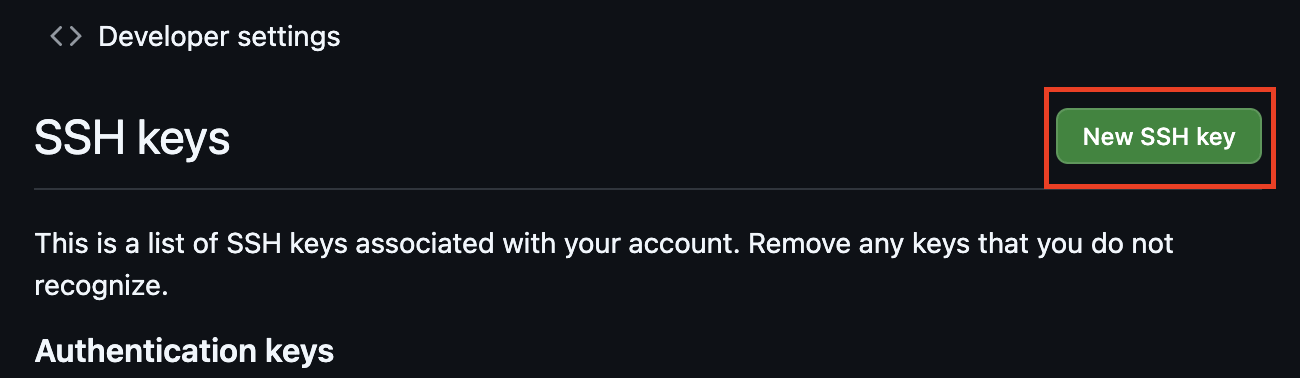 Developer settings
SSH keys
New SSH key
This is a list of SSH keys associated with your account. Remove any keys that you do not
recognize.
Authentication keys